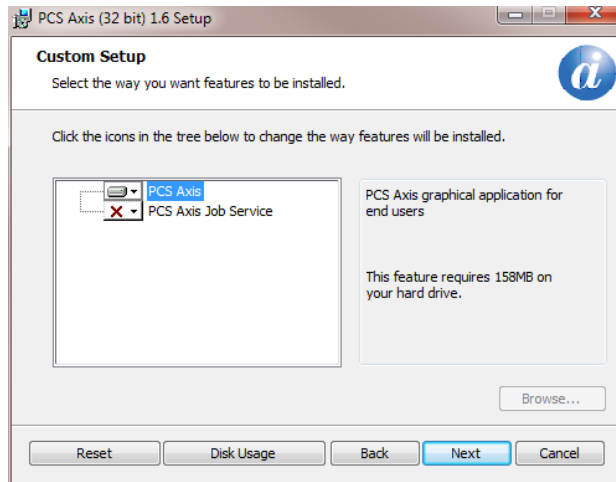 PCS Axis (32 bit) 1.6 Setup
Custom Setup
Select the way you want features to be installed.
Click the icons in the tree below to change the way features will be installed.
PCS Axis
PCS Axis Job Service
PCS Axis graphical application for
end users
This feature requires 158MB on
your hard drive.
Browse...
Reset Disk Usage Back Next Cancel